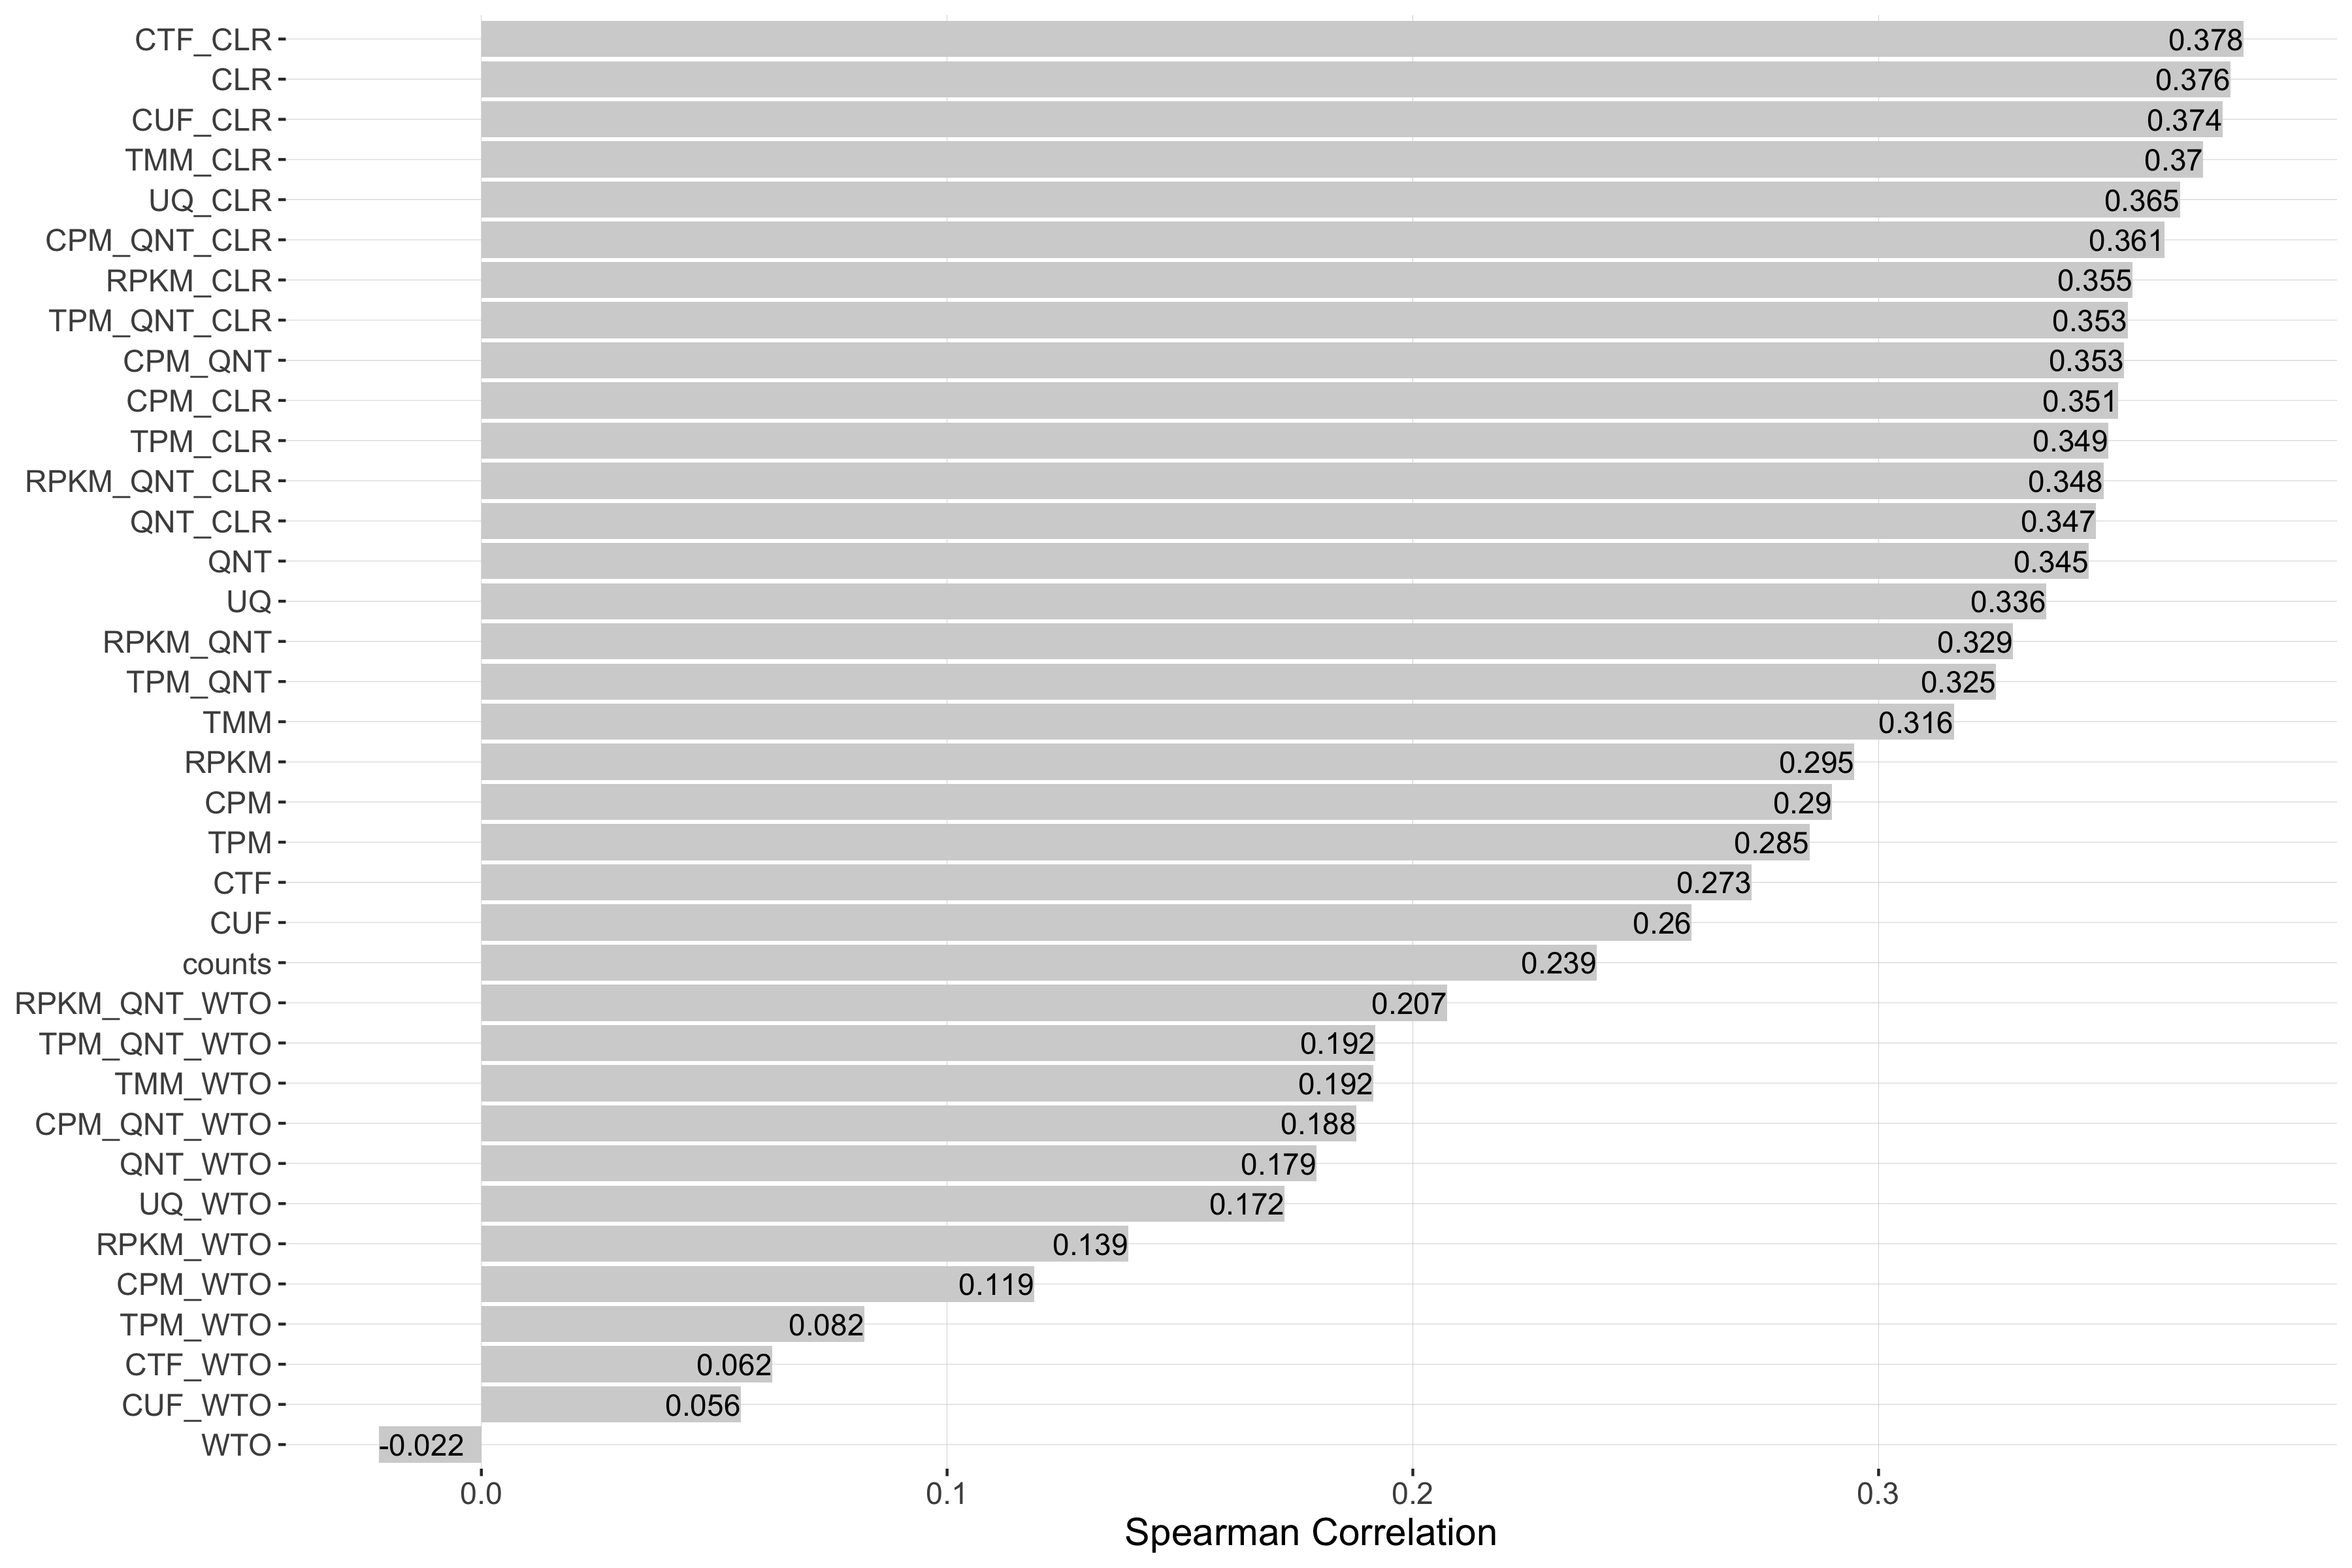 CTF_CLR 0.378
CLR 0.376
CUF_CLR 0.374
TMM_CLR 0.37
UQ_CLR 0.365
CPM_QNT_CLR 0.361
RPKM_CLR 0.355
TPM_QNT_CLR 0.353
CPM_QNT 0.353
CPM_CLR 0.351
TPM_CLR 0.349
RPKM_QNT_CLR 0.348
QNT_CLR 0.347
QNT 0.345
UQ 0.336
RPKM_QNT 0.329
TPM_QNT 0.325
TMM 0.316
RPKM 0.295
CPM 0.29
TPM 0.285
CTF 0.273
CUF 0.26
counts 0.239
RPKM_QNT_WTO 0.207
TPM_QNT_WTO 0.192
TMM_WTO 0.192
CPM_QNT_WTO 0.188
QNT_WTO 0.179
UQ_WTO 0.172
RPKM_WTO 0.139
CPM_WTO 0.119
TPM_WTO 0.082
CTF_WTO 0.062
CUF_WTO 0.056
WTO -0.022
0.0 0.1 0.2 0.3
Spearman Correlation